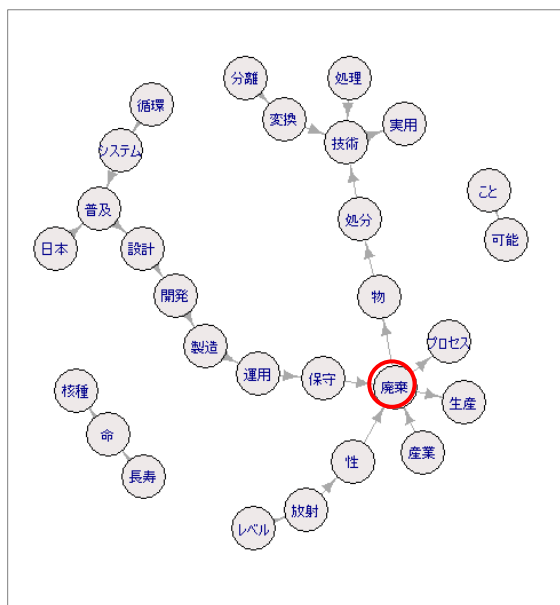 分離
処理
循環
変換
技術
実用
システム
こと
普及
処分
日本
設計
可能
開発
物
製造
プロセス
運用
保守
廃棄
核種
生産
命
産業
性
長寿
放射
レベル